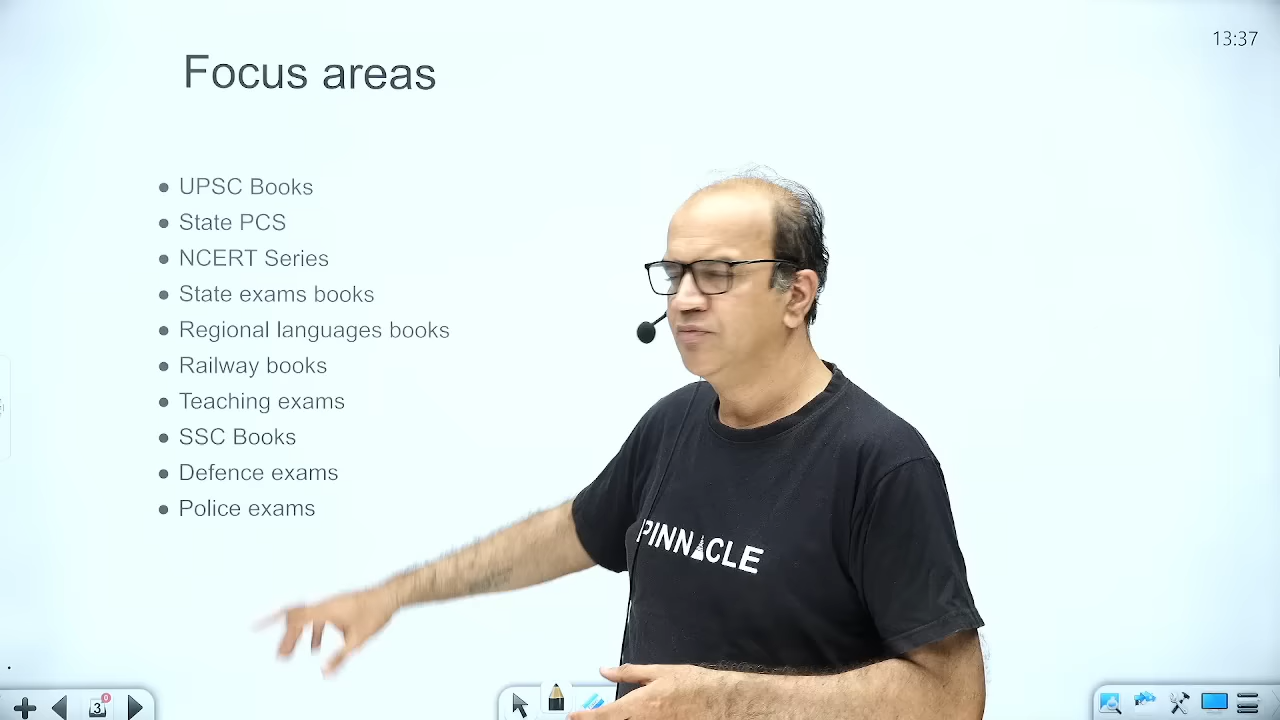 Focus areas
13:37
UPSC Books
State PCS
NCERT Series
State exams books
Regional languages books
Railway books
Teaching exams
SSC Books
Defence exams
Police exams
PINNACLE
3
0